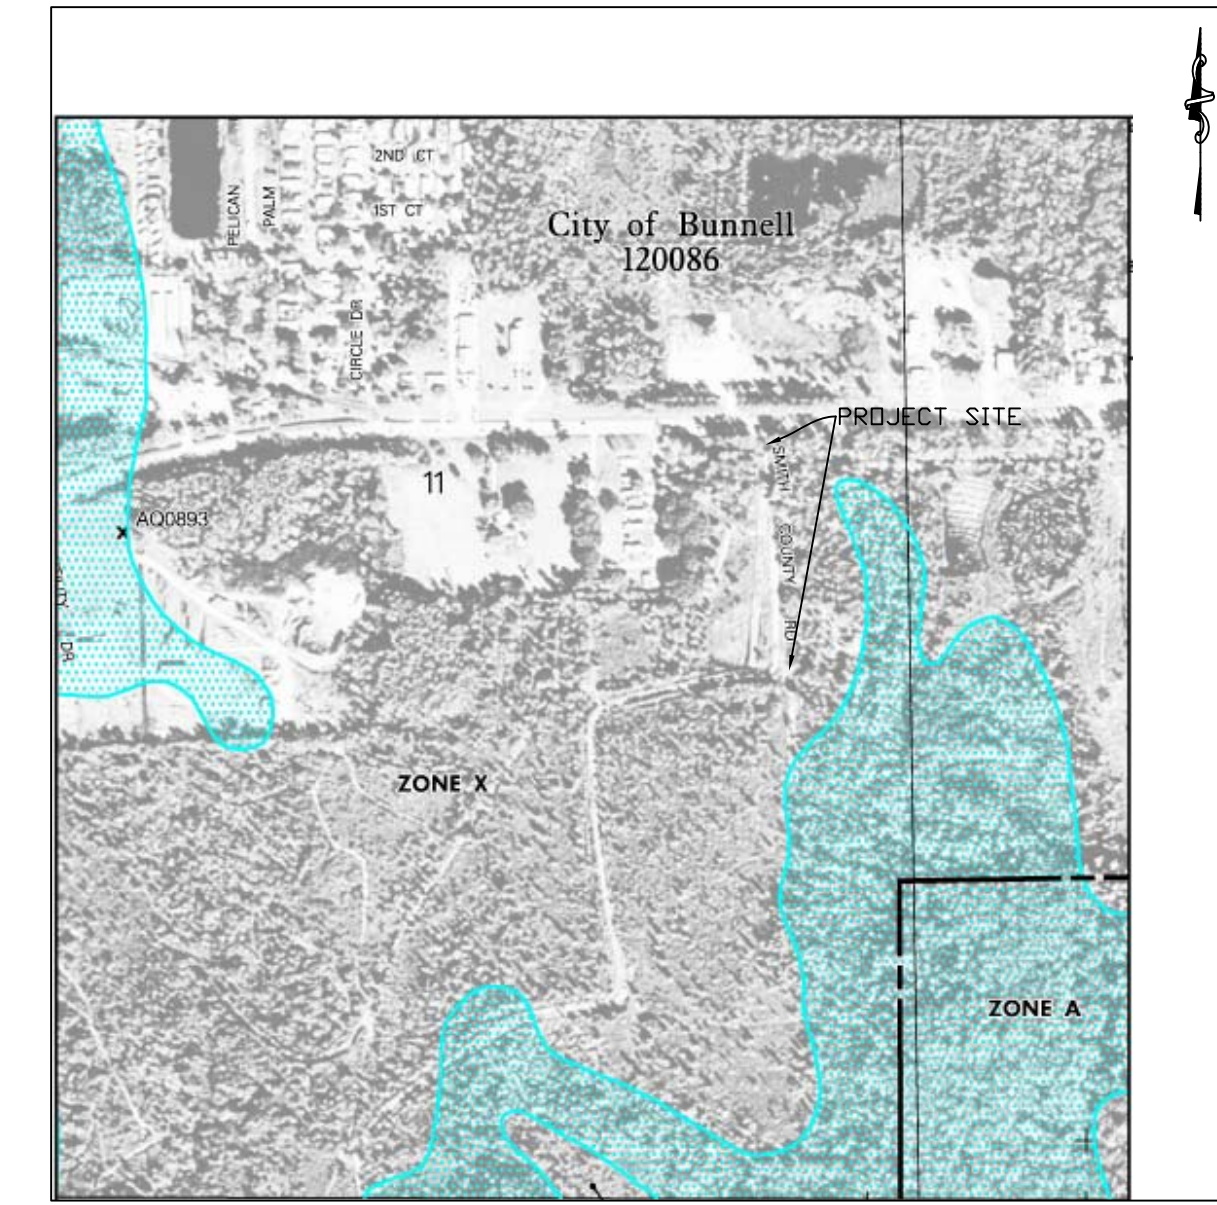 2ND CT
1ST CT
PELICAN
PALM
City of Bunnell
120086
CIRCLE DR
PROJECT SITE
SMITH COUNTY RD
11
AQ0893
DR
ZONE X
ZONE A